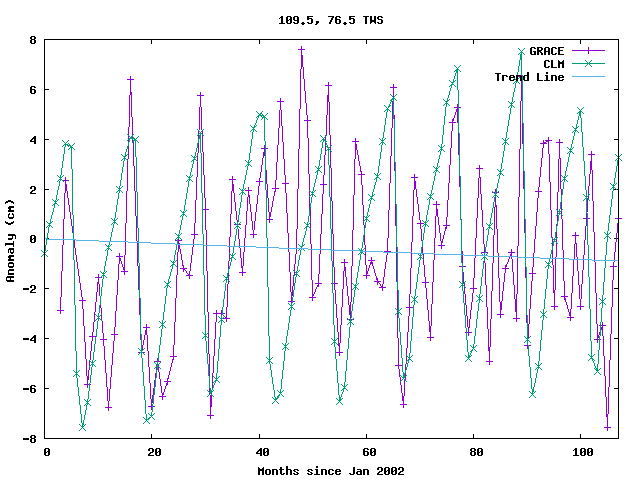 109.5, 76.5 TWS
GRACE
CLM
Trend Line
Anomaly (cm)
8
6
4
2
0
-2
-4
-6
-8
0 20 40 60 80 100
Months since Jan 2002